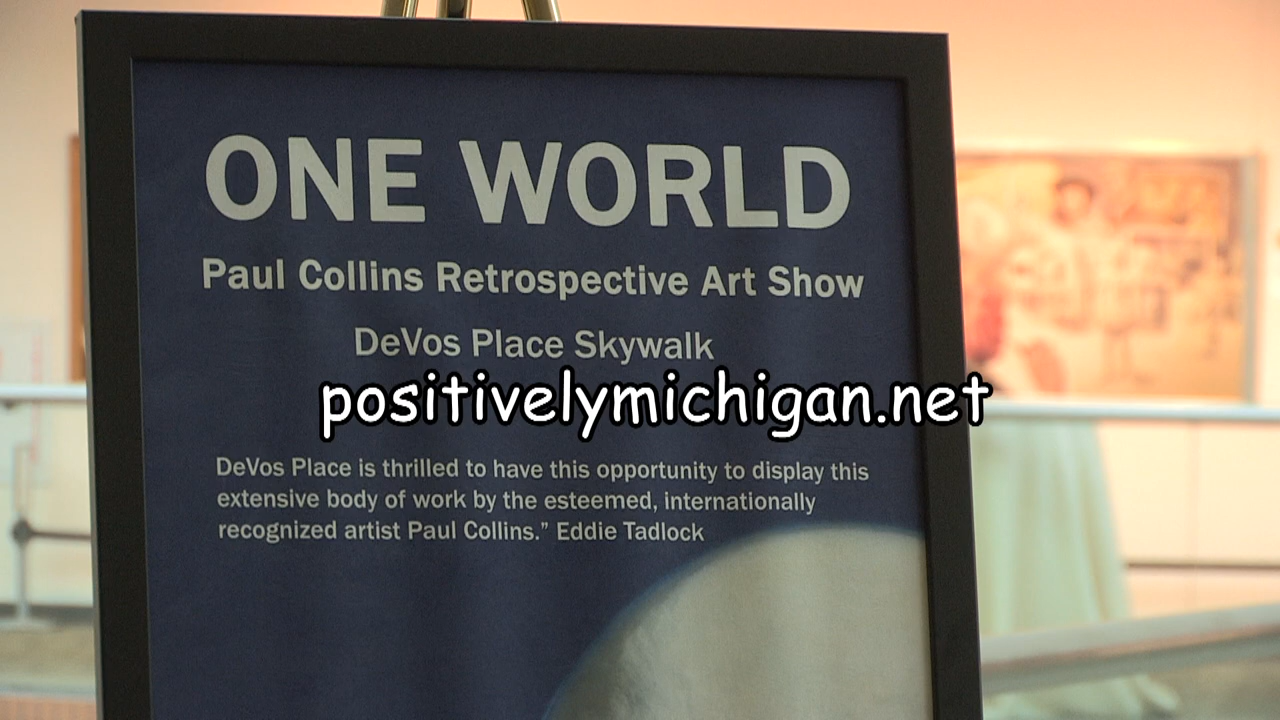 ONE WORLD
Paul Collins Retrospective Art Show
DeVos Place Skywalk
positivelymichigan.net
DeVos Place is thrilled to have this opportunity to display this
extensive body of work by the esteemed, internationally
recognized artist Paul Collins.” Eddie Tadlock